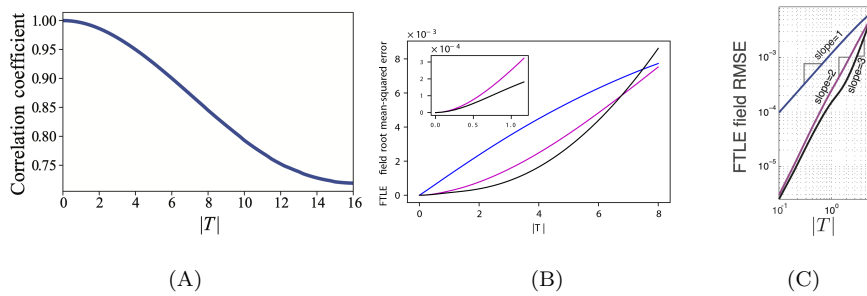 Correlation coefficient
1.00
0.95
0.90
0.85
0.80
0.75
0 2 4 6 8 10 12 14 16
|T|
(A)
FTLE field root mean-squared error
× 10⁻³
8
6
4
2
0
× 10⁻⁴
3
2
1
0
0.0 0.5 1.0
0 2 4 6 8
|T|
(B)
FTLE field RMSE
10⁻³
10⁻⁴
10⁻⁵
slope=1
slope=2
slope=3
10⁻¹ 10⁰
|T|
(C)